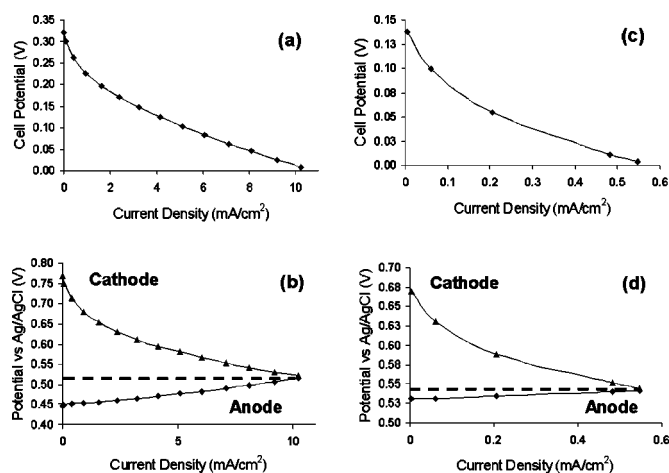 (a)
Cell Potential (V)
0.35
0.30
0.25
0.20
0.15
0.10
0.05
0.00
0 2 4 6 8 10
Current Density (mA/cm²)
(c)
Cell Potential (V)
0.15
0.13
0.10
0.08
0.05
0.03
0.00
0 0.1 0.2 0.3 0.4 0.5 0.6
Current Density (mA/cm²)
(b)
Cathode
Anode
Potential vs Ag/AgCl (V)
0.80
0.75
0.70
0.65
0.60
0.55
0.50
0.45
0.40
0 5 10
Current Density (mA/cm²)
(d)
Cathode
Anode
Potential vs Ag/AgCl (V)
0.70
0.68
0.65
0.63
0.60
0.58
0.55
0.53
0.50
0 0.2 0.4 0.6
Current Density (mA/cm²)